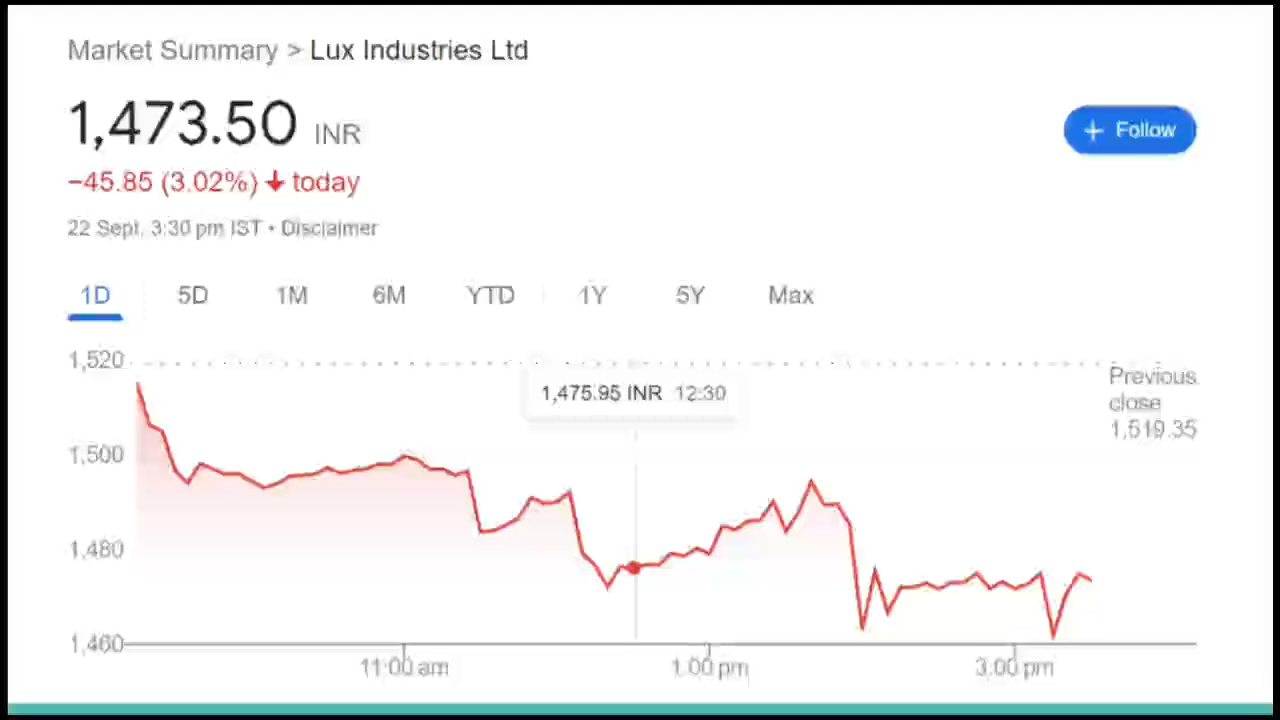 Market Summary > Lux Industries Ltd
1,473.50 INR
+ Follow
−45.85 (3.02%) ↓ today
22 Sept, 3:30 pm IST • Disclaimer
1D 5D 1M 6M YTD 1Y 5Y Max
1,520
1,475.95 INR 12:30
Previous
close
1,519.35
1,500
1,480
1,460
11:00 am 1:00 pm 3:00 pm